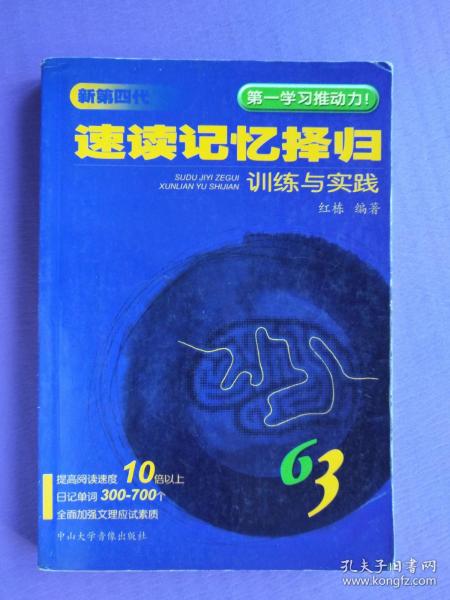 新第四代
第一学习推动力！
速读记忆择归
SUDU JIYI ZEGUI
XUNLIAN YU SHIJIAN
训练与实践
红栋 编著
63
提高阅读速度 10倍以上
日记单词 300-700个
全面加强文理应试素质
中山大学音像出版社
孔夫子旧书网
www.kongfz.com